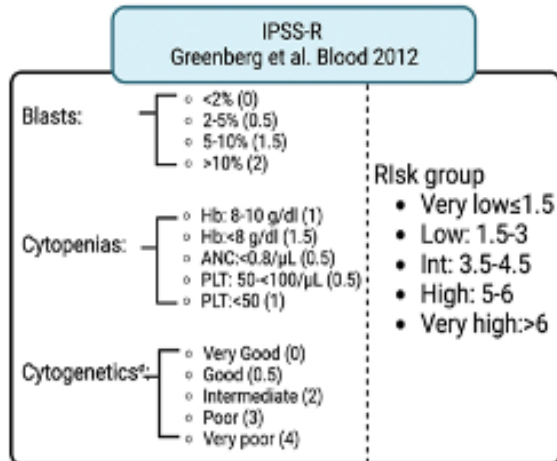 IPSS-R
Greenberg et al. Blood 2012
Blasts:
<2% (0)
2-5% (0.5)
5-10% (1.5)
>10% (2)
Cytopenias:
Hb: 8-10 g/dl (1)
Hb:<8 g/dl (1.5)
ANC:<0.8/µL (0.5)
PLT: 50-<100/µL (0.5)
PLT:<50 (1)
Cytogenetics:
Very Good (0)
Good (0.5)
Intermediate (2)
Poor (3)
Very poor (4)
RIsk group
Very low≤1.5
Low: 1.5-3
Int: 3.5-4.5
High: 5-6
Very high:>6